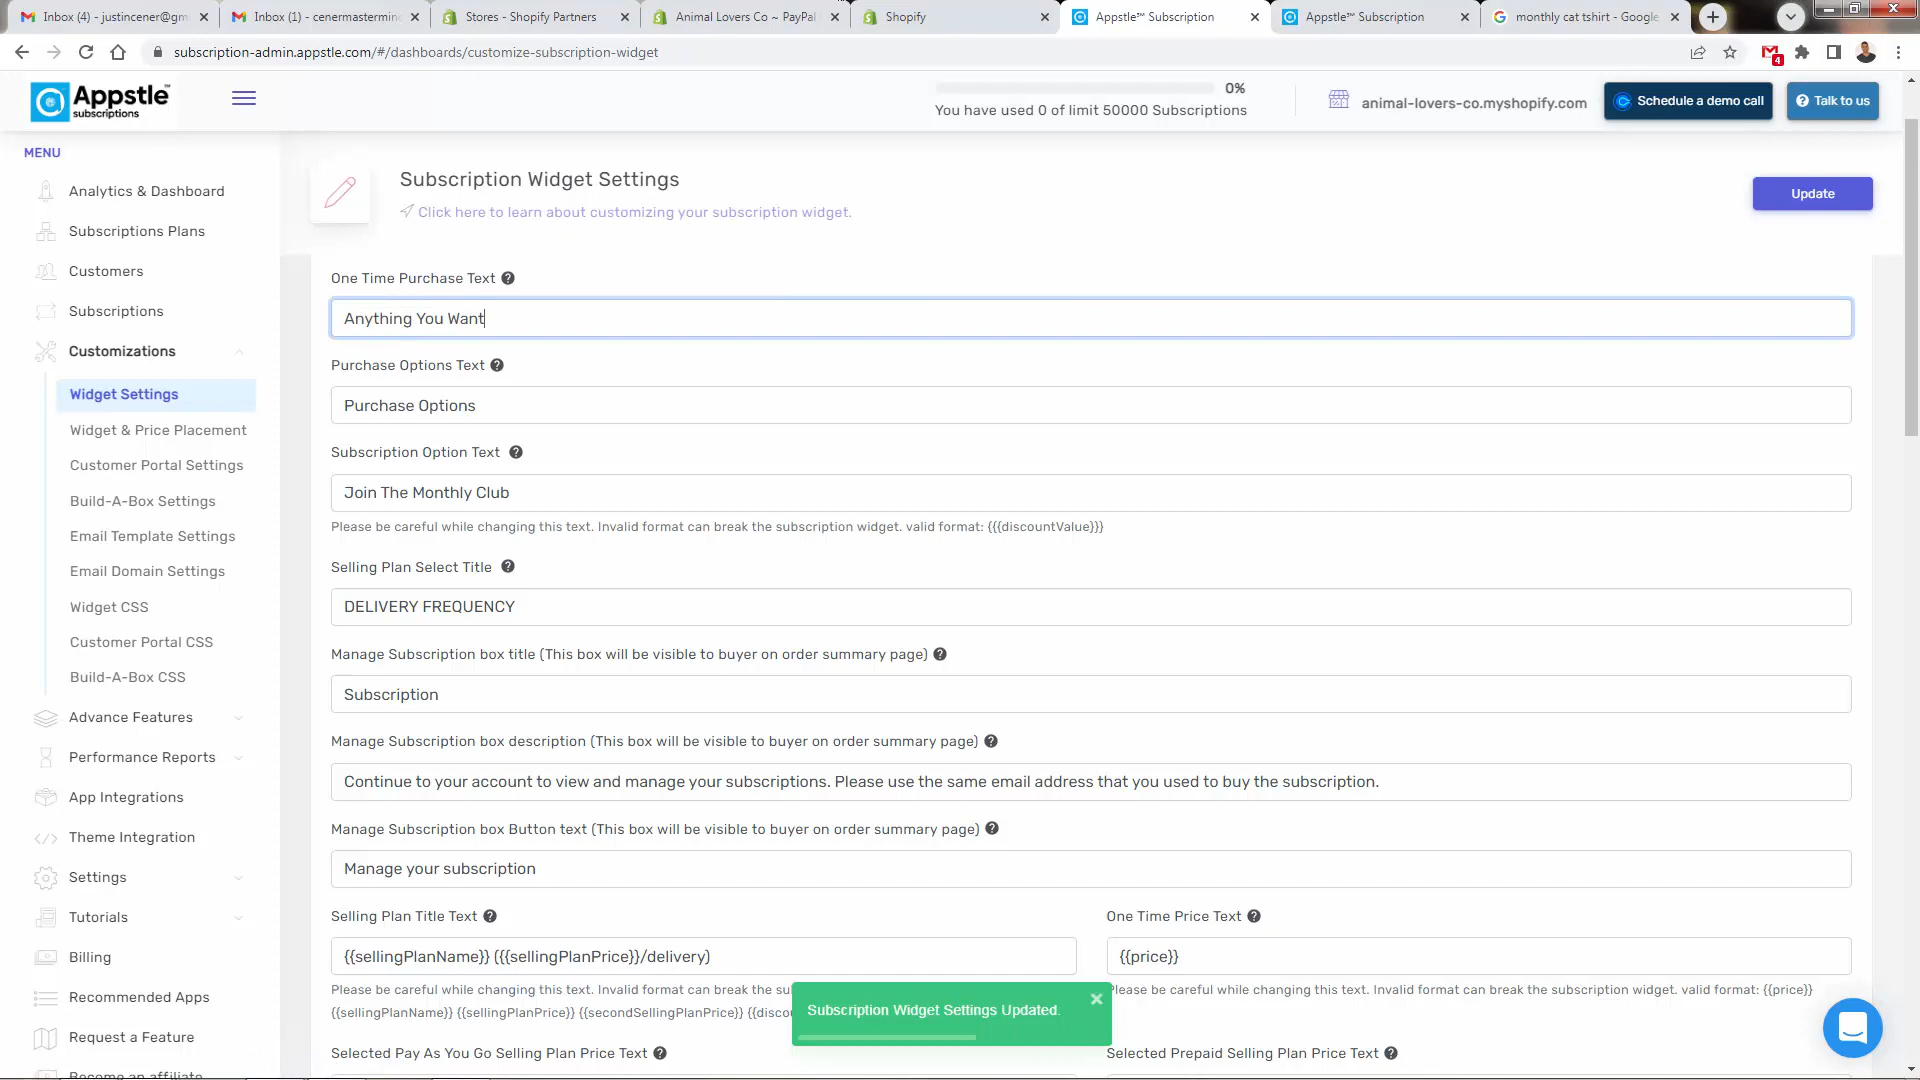 Inbox (4) - justincener@gm
Inbox (1) - cenermastermin
Stores - Shopify Partners
Animal Lovers Co ~ PayPal
Shopify
Appstle™ Subscription
Appstle™ Subscription
monthly cat tshirt - Google
subscription-admin.appstle.com/#/dashboards/customize-subscription-widget
4
Appstle™
subscriptions
0%
You have used 0 of limit 50000 Subscriptions
animal-lovers-co.myshopify.com
Schedule a demo call
Talk to us
MENU
Analytics & Dashboard
Subscriptions Plans
Customers
Subscriptions
Customizations
Widget Settings
Widget & Price Placement
Customer Portal Settings
Build-A-Box Settings
Email Template Settings
Email Domain Settings
Widget CSS
Customer Portal CSS
Build-A-Box CSS
Advance Features
Performance Reports
App Integrations
Theme Integration
Settings
Tutorials
Billing
Recommended Apps
Request a Feature
Become an affiliate
Subscription Widget Settings
Click here to learn about customizing your subscription widget.
Update
One Time Purchase Text
Anything You Want
Purchase Options Text
Purchase Options
Subscription Option Text
Join The Monthly Club
Please be careful while changing this text. Invalid format can break the subscription widget. valid format: {{{discountValue}}}
Selling Plan Select Title
DELIVERY FREQUENCY
Manage Subscription box title (This box will be visible to buyer on order summary page)
Subscription
Manage Subscription box description (This box will be visible to buyer on order summary page)
Continue to your account to view and manage your subscriptions. Please use the same email address that you used to buy the subscription.
Manage Subscription box Button text (This box will be visible to buyer on order summary page)
Manage your subscription
Selling Plan Title Text
One Time Price Text
{{sellingPlanName}} ({{sellingPlanPrice}}/delivery)
{{price}}
Please be careful while changing this text. Invalid format can break the su
Please be careful while changing this text. Invalid format can break the subscription widget. valid format: {{price}}
{{sellingPlanName}} {{sellingPlanPrice}} {{secondSellingPlanPrice}} {{disco
Subscription Widget Settings Updated.
Selected Pay As You Go Selling Plan Price Text
Selected Prepaid Selling Plan Price Text